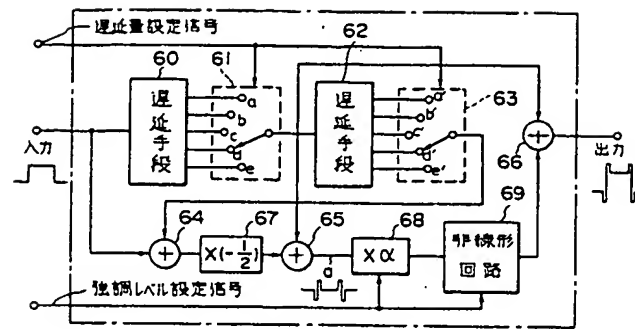 遅延量設定信号
60
61
62
63
遅延手段
a
b
c
d
e
遅延手段
a'
b'
c'
d'
e'
入力
出力
66
69
64
67
65
68
+
×(-1/2)
+
×α
非線形回路
+
a
強調レベル設定信号